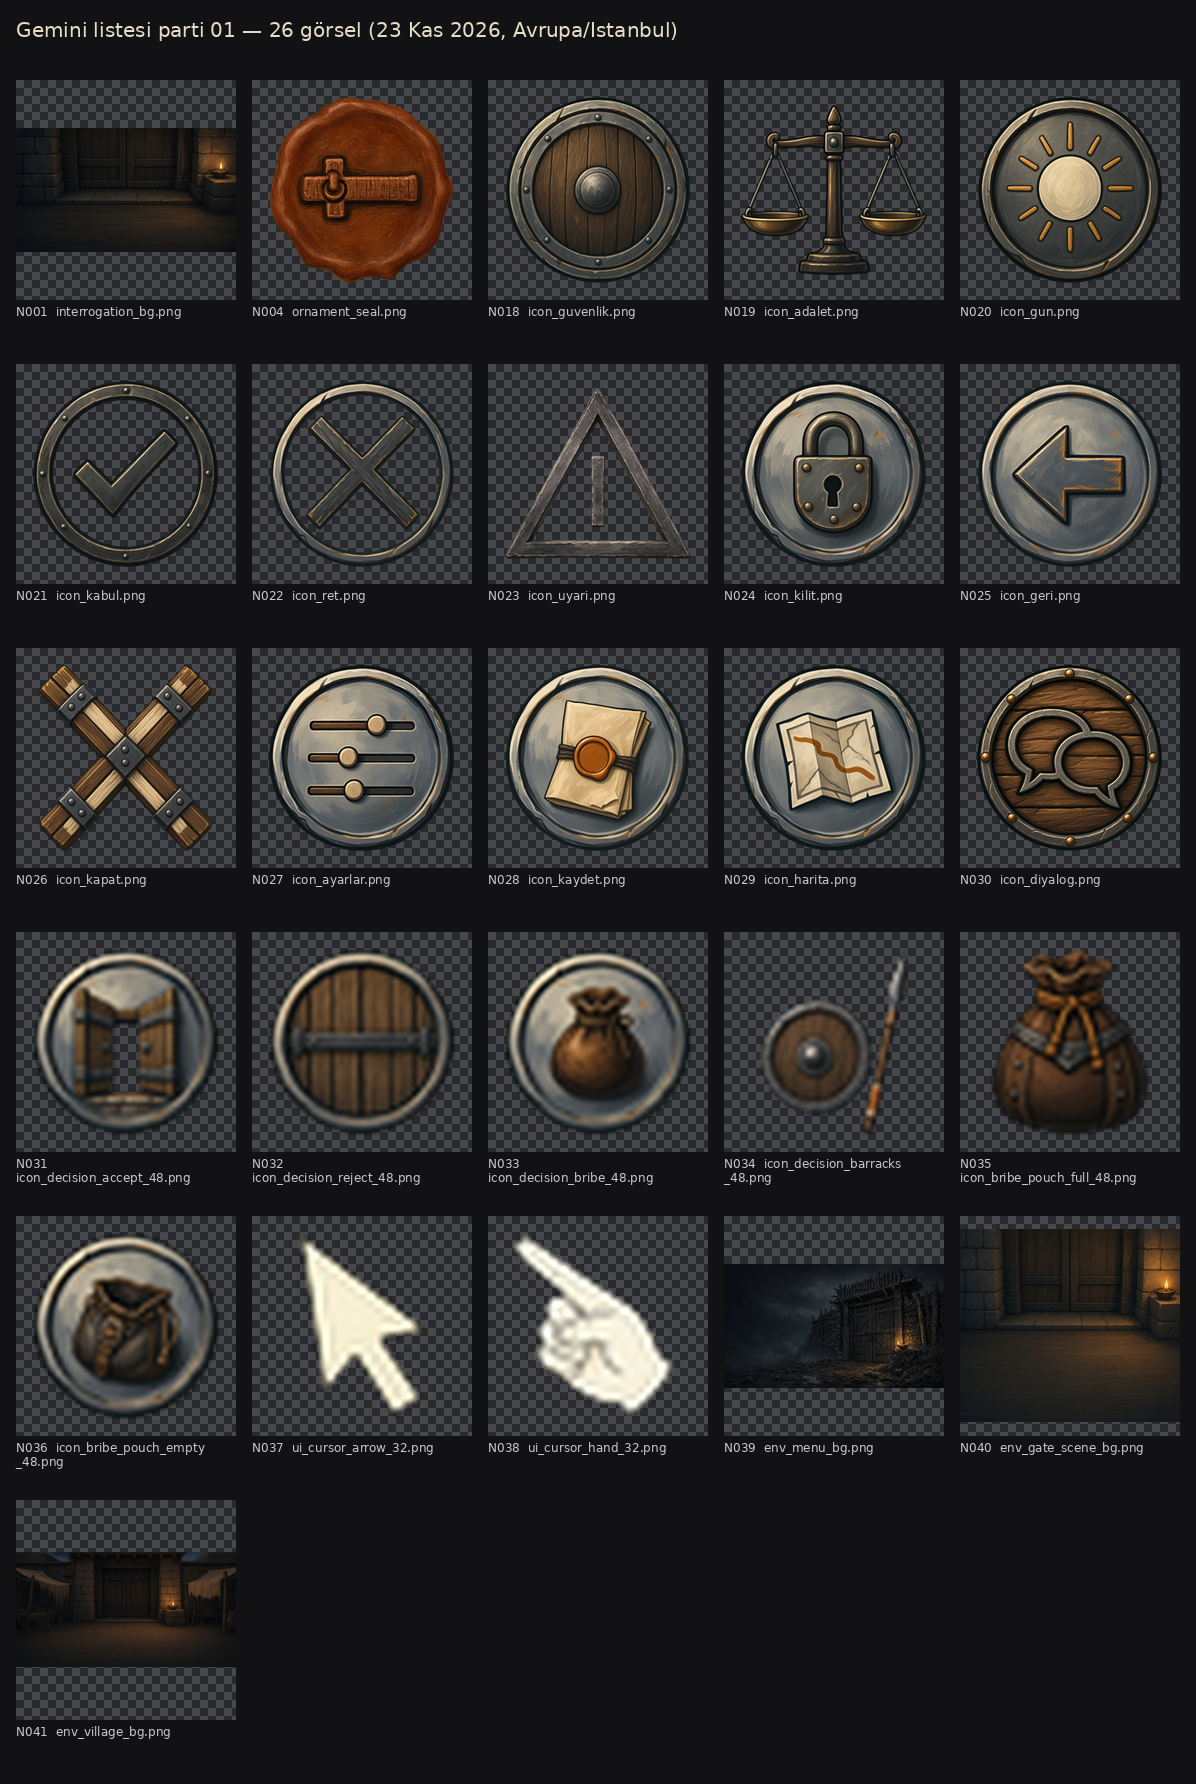 Gemini listesi parti 01 — 26 görsel (23 Kas 2026, Avrupa/Istanbul)
N001 interrogation_bg.png
N004 ornament_seal.png
N018 icon_guvenlik.png
N019 icon_adalet.png
N020 icon_gun.png
N021 icon_kabul.png
N022 icon_ret.png
N023 icon_uyari.png
N024 icon_kilit.png
N025 icon_geri.png
N026 icon_kapat.png
N027 icon_ayarlar.png
N028 icon_kaydet.png
N029 icon_harita.png
N030 icon_diyalog.png
N031
icon_decision_accept_48.png
N032
icon_decision_reject_48.png
N033
icon_decision_bribe_48.png
N034 icon_decision_barracks
_48.png
N035
icon_bribe_pouch_full_48.png
N036 icon_bribe_pouch_empty
_48.png
N037 ui_cursor_arrow_32.png
N038 ui_cursor_hand_32.png
N039 env_menu_bg.png
N040 env_gate_scene_bg.png
N041 env_village_bg.png